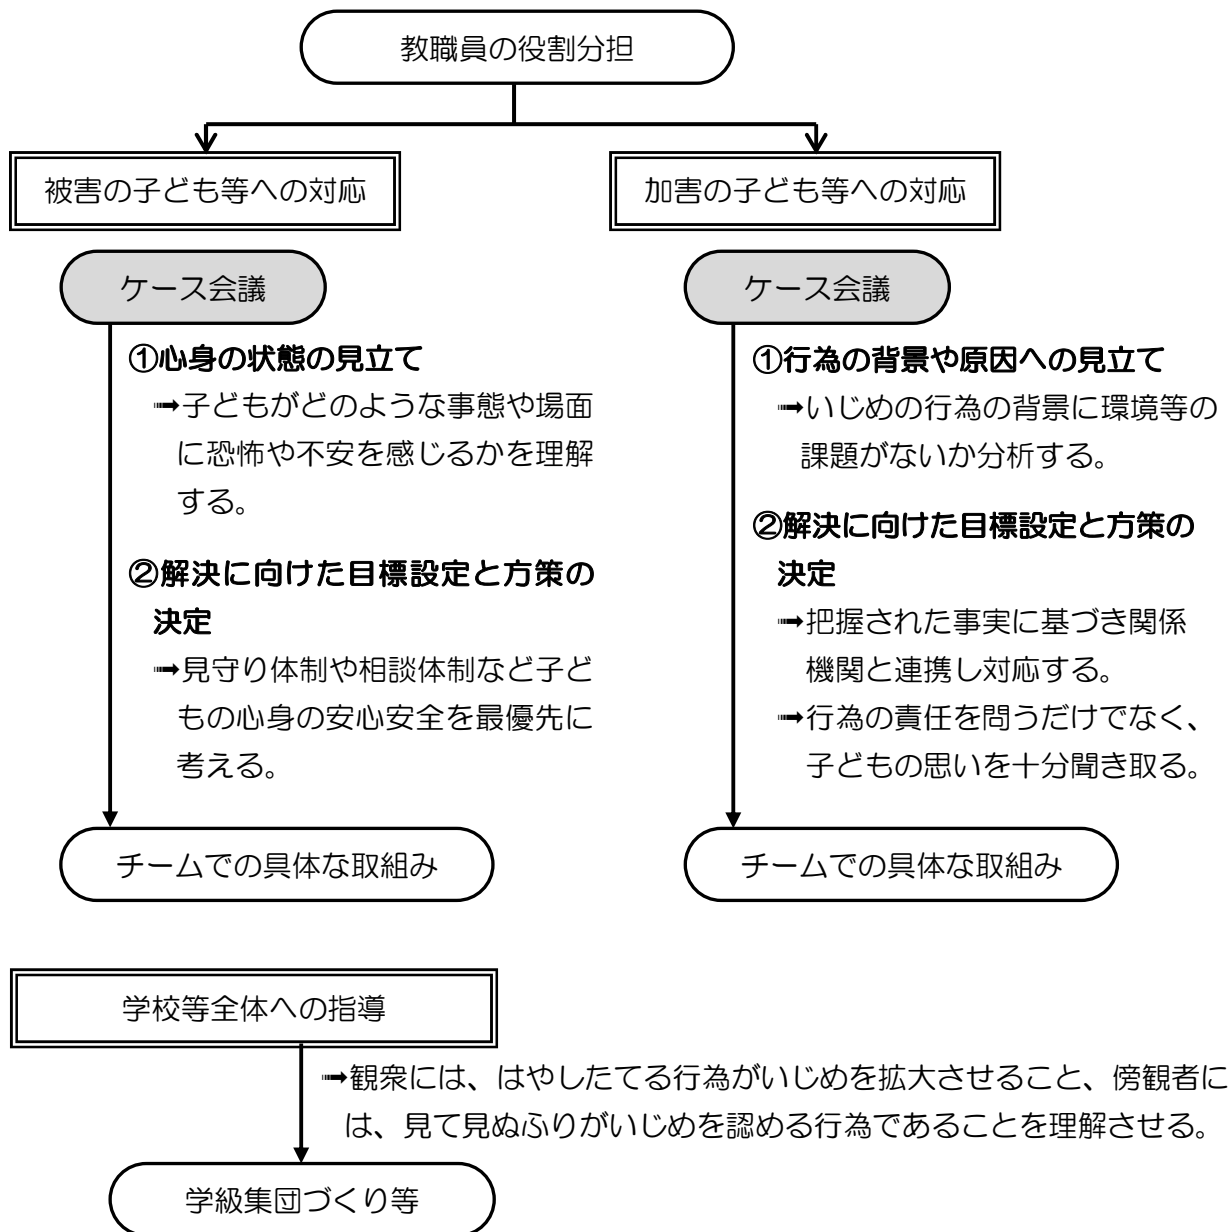 教職員の役割分担
被害の子ども等への対応
ケース会議
①心身の状態の見立て
➟子どもがどのような事態や場面
に恐怖や不安を感じるかを理解
する。
②解決に向けた目標設定と方策の
決定
➟見守り体制や相談体制など子ど
もの心身の安心安全を最優先に
考える。
チームでの具体な取組み
加害の子ども等への対応
ケース会議
①行為の背景や原因への見立て
➟いじめの行為の背景に環境等の
課題がないか分析する。
②解決に向けた目標設定と方策の
決定
➟把握された事実に基づき関係
機関と連携し対応する。
➟行為の責任を問うだけでなく、
子どもの思いを十分聞き取る。
チームでの具体な取組み
学校等全体への指導
➟観衆には、はやしたてる行為がいじめを拡大させること、傍観者に
は、見て見ぬふりがいじめを認める行為であることを理解させる。
学級集団づくり等